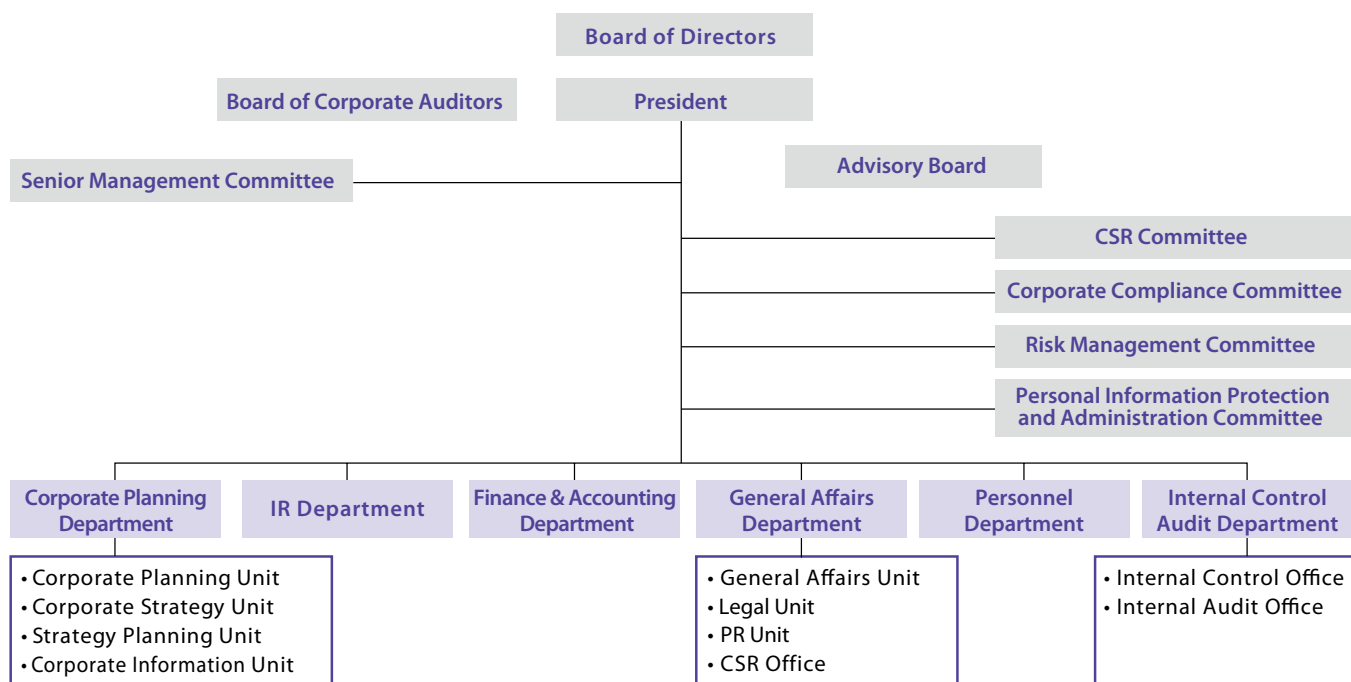 Board of Directors
Board of Corporate Auditors
President
Senior Management Committee
Advisory Board
CSR Committee
Corporate Compliance Committee
Risk Management Committee
Personal Information Protection
and Administration Committee
Corporate Planning
Department
IR Department
Finance & Accounting
Department
General Affairs
Department
Personnel
Department
Internal Control
Audit Department
• Corporate Planning Unit
• Corporate Strategy Unit
• Strategy Planning Unit
• Corporate Information Unit
• General Affairs Unit
• Legal Unit
• PR Unit
• CSR Office
• Internal Control Office
• Internal Audit Office